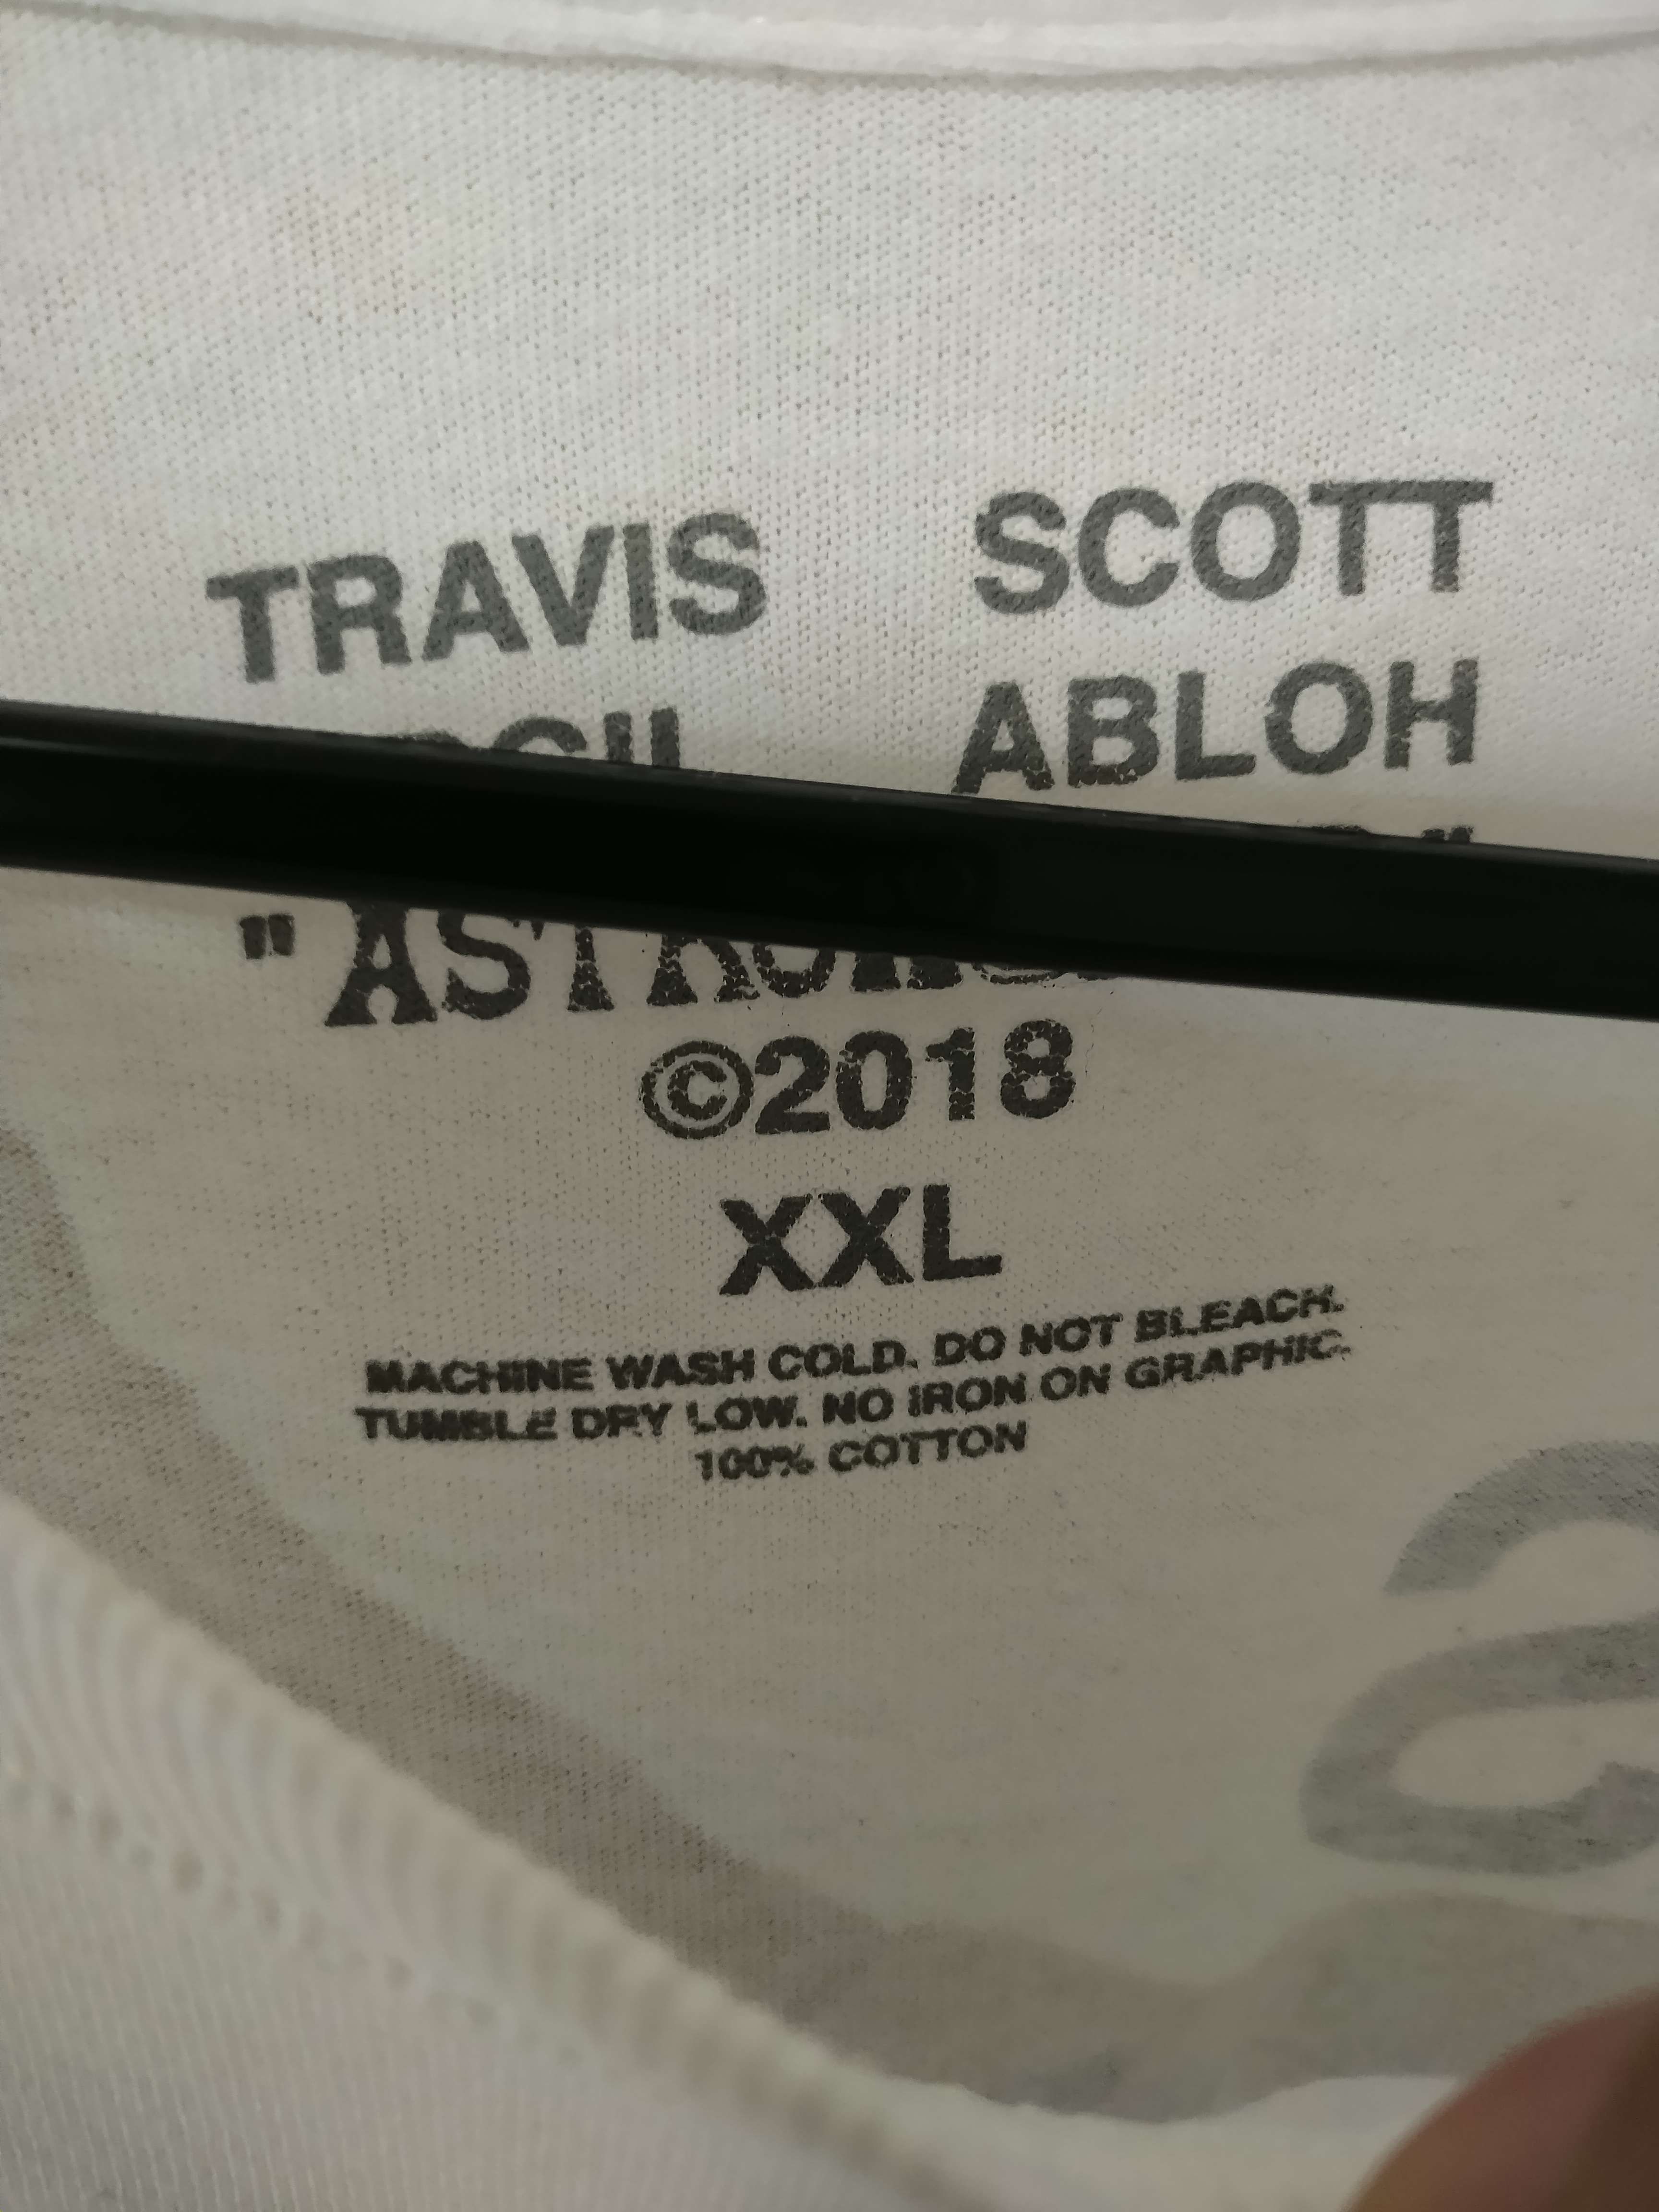 TRAVIS SCOTT
ABLOH
©2018
XXL
MACHINE WASH COLD. DO NOT BLEACH.
TUMBLE DRY LOW. NO IRON ON GRAPHIC.
100% COTTON